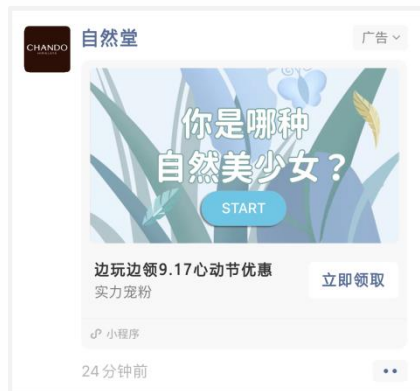 CHANDO
自然堂
广告
你是哪种
自然美少女？
START
边玩边领9.17心动节优惠
实力宠粉
立即领取
小程序
24分钟前